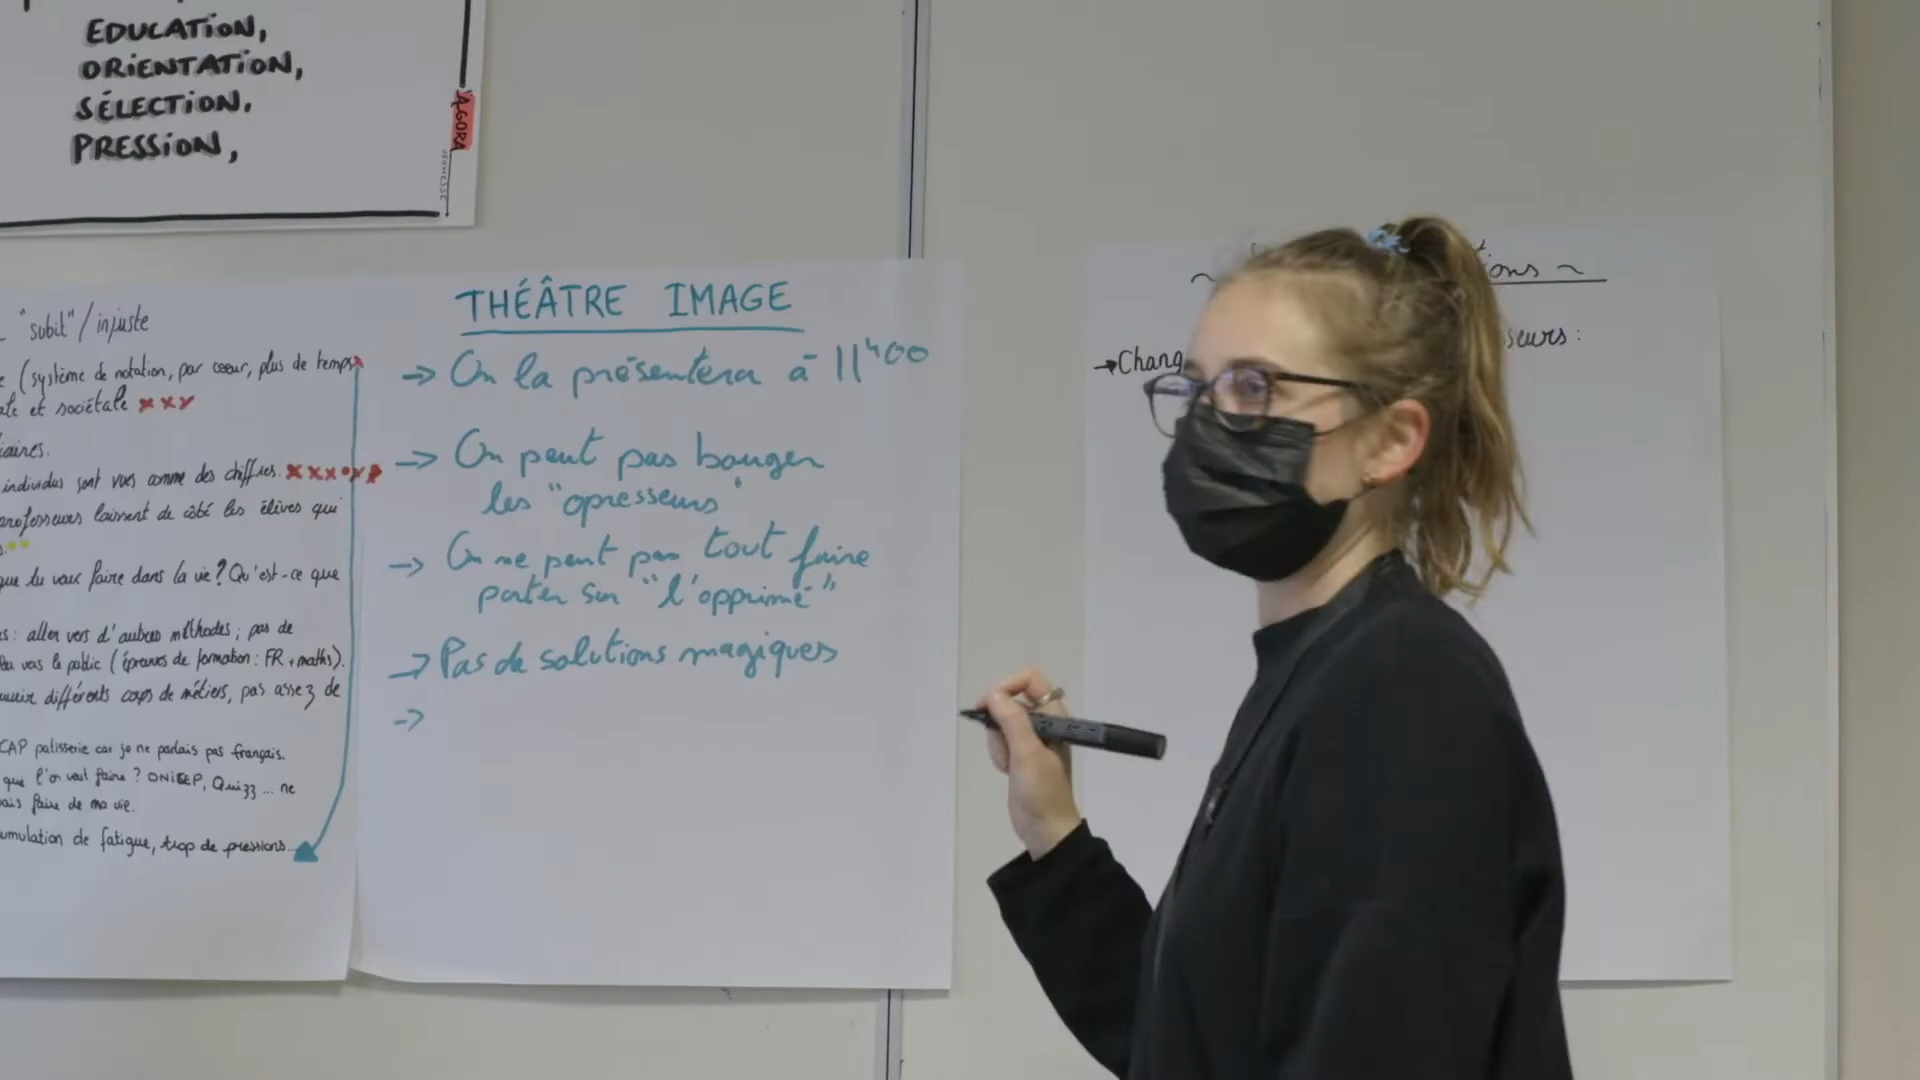 EDUCATION,
ORIENTATION,
SÉLECTION,
PRESSION,
AGORA
JEUNESSE
"subit" / injuste
(système de notation, par coeur, plus de temps
et sociétale xxx
individus sont vus comme des chiffres.
professeurs laissent de côté les élèves qui
que tu veux faire dans la vie? Qu'est-ce que
: aller vers d'autres méthodes; pas de
vers le public (épreuves de formation: FR + maths).
différents corps de métiers, pas assez de
CAP patisserie car je ne parlais pas français.
que l'on veut faire? ONISEP, Quizz... ne
faire de ma vie.
de fatigue, trop de pressions...
THÉÂTRE IMAGE
→ On la présentera à 11h00
→ On peut pas bouger
les "opresseurs"
→ On ne peut pas tout faire
porter sur "l'opprimé"
→ Pas de solutions magiques
→
→ Chang